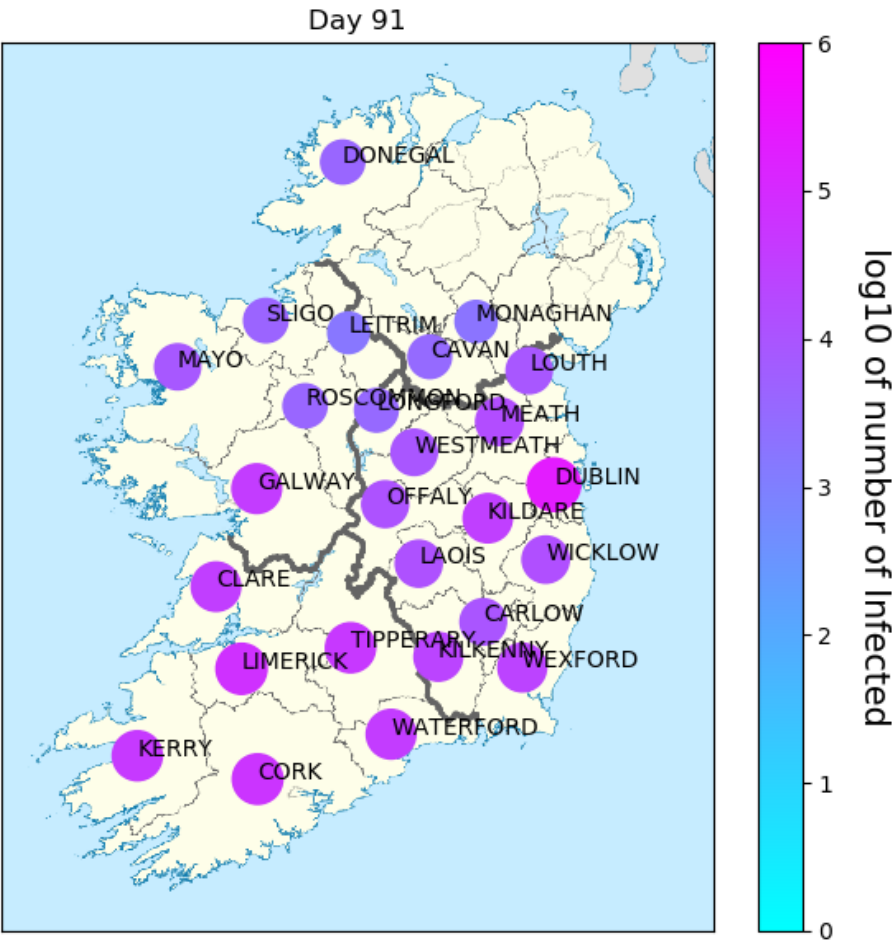 Day 91
DONEGAL
SLIGO
LEITRIM
MONAGHAN
MAYO
CAVAN
LOUTH
ROSCOMMON
LONGFORD
MEATH
WESTMEATH
GALWAY
DUBLIN
OFFALY
KILDARE
LAOIS
WICKLOW
CLARE
CARLOW
TIPPERARY
KILKENNY
LIMERICK
WEXFORD
WATERFORD
KERRY
CORK
6
5
4
3
2
1
0
log10 of number of Infected